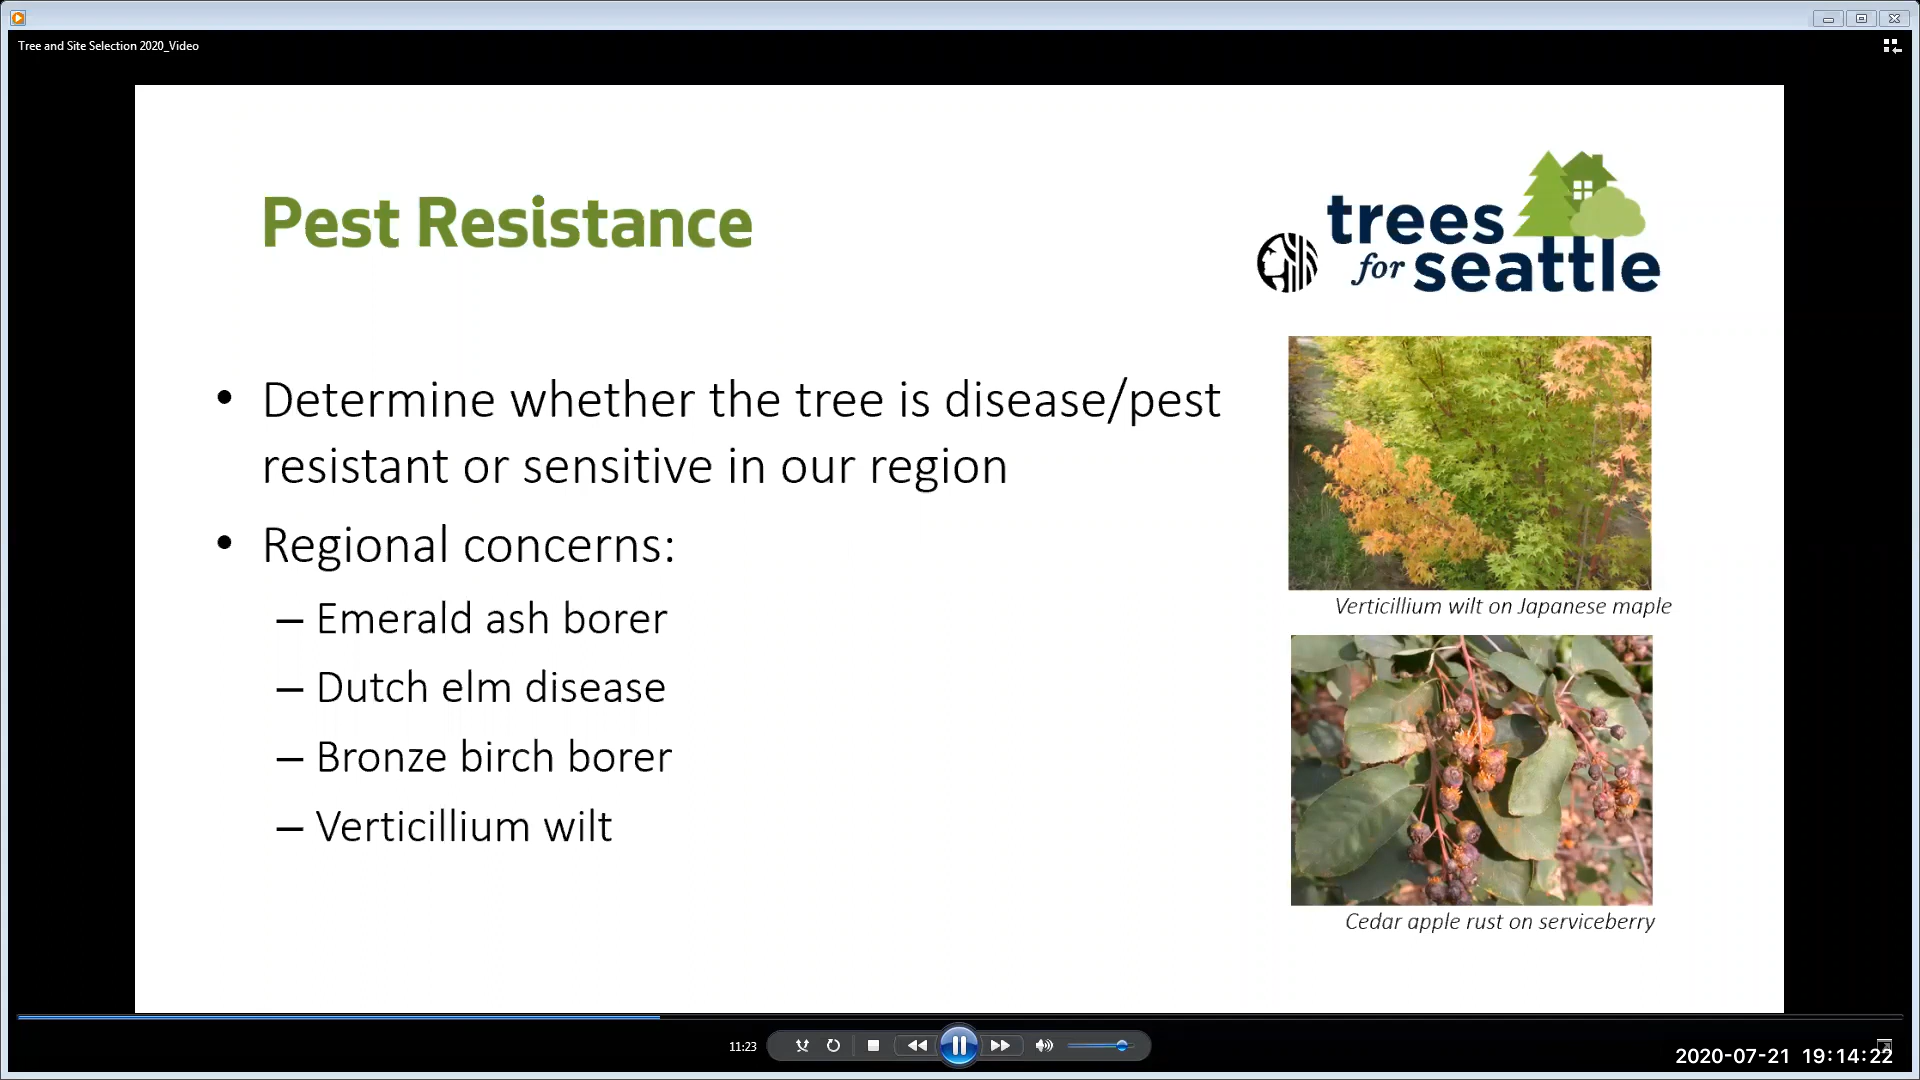 Tree and Site Selection 2020_Video
Pest Resistance
trees
for seattle
• Determine whether the tree is disease/pest
resistant or sensitive in our region
• Regional concerns:
– Emerald ash borer
– Dutch elm disease
– Bronze birch borer
– Verticillium wilt
Verticillium wilt on Japanese maple
Cedar apple rust on serviceberry
11:23
2020-07-21 19:14:22